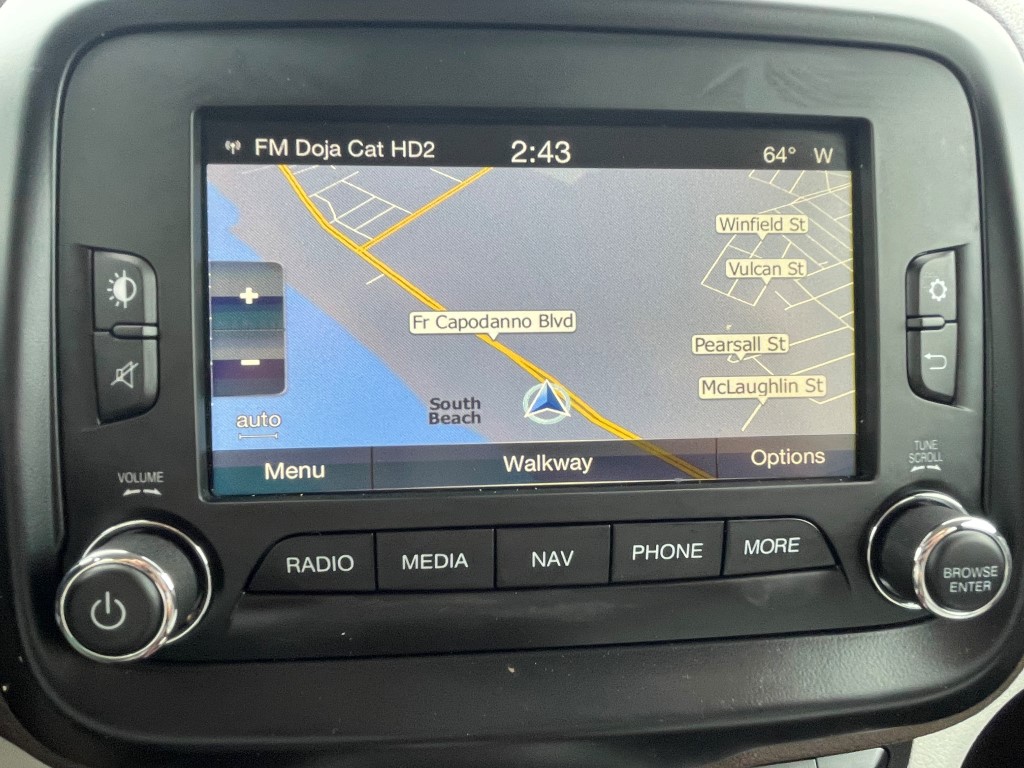 FM Doja Cat HD2
2:43
64° W
Winfield St
Vulcan St
Fr Capodanno Blvd
Pearsall St
McLaughlin St
South
Beach
+
-
auto
Menu
Walkway
Options
VOLUME
TUNE
SCROLL
RADIO
MEDIA
NAV
PHONE
MORE
BROWSE
ENTER